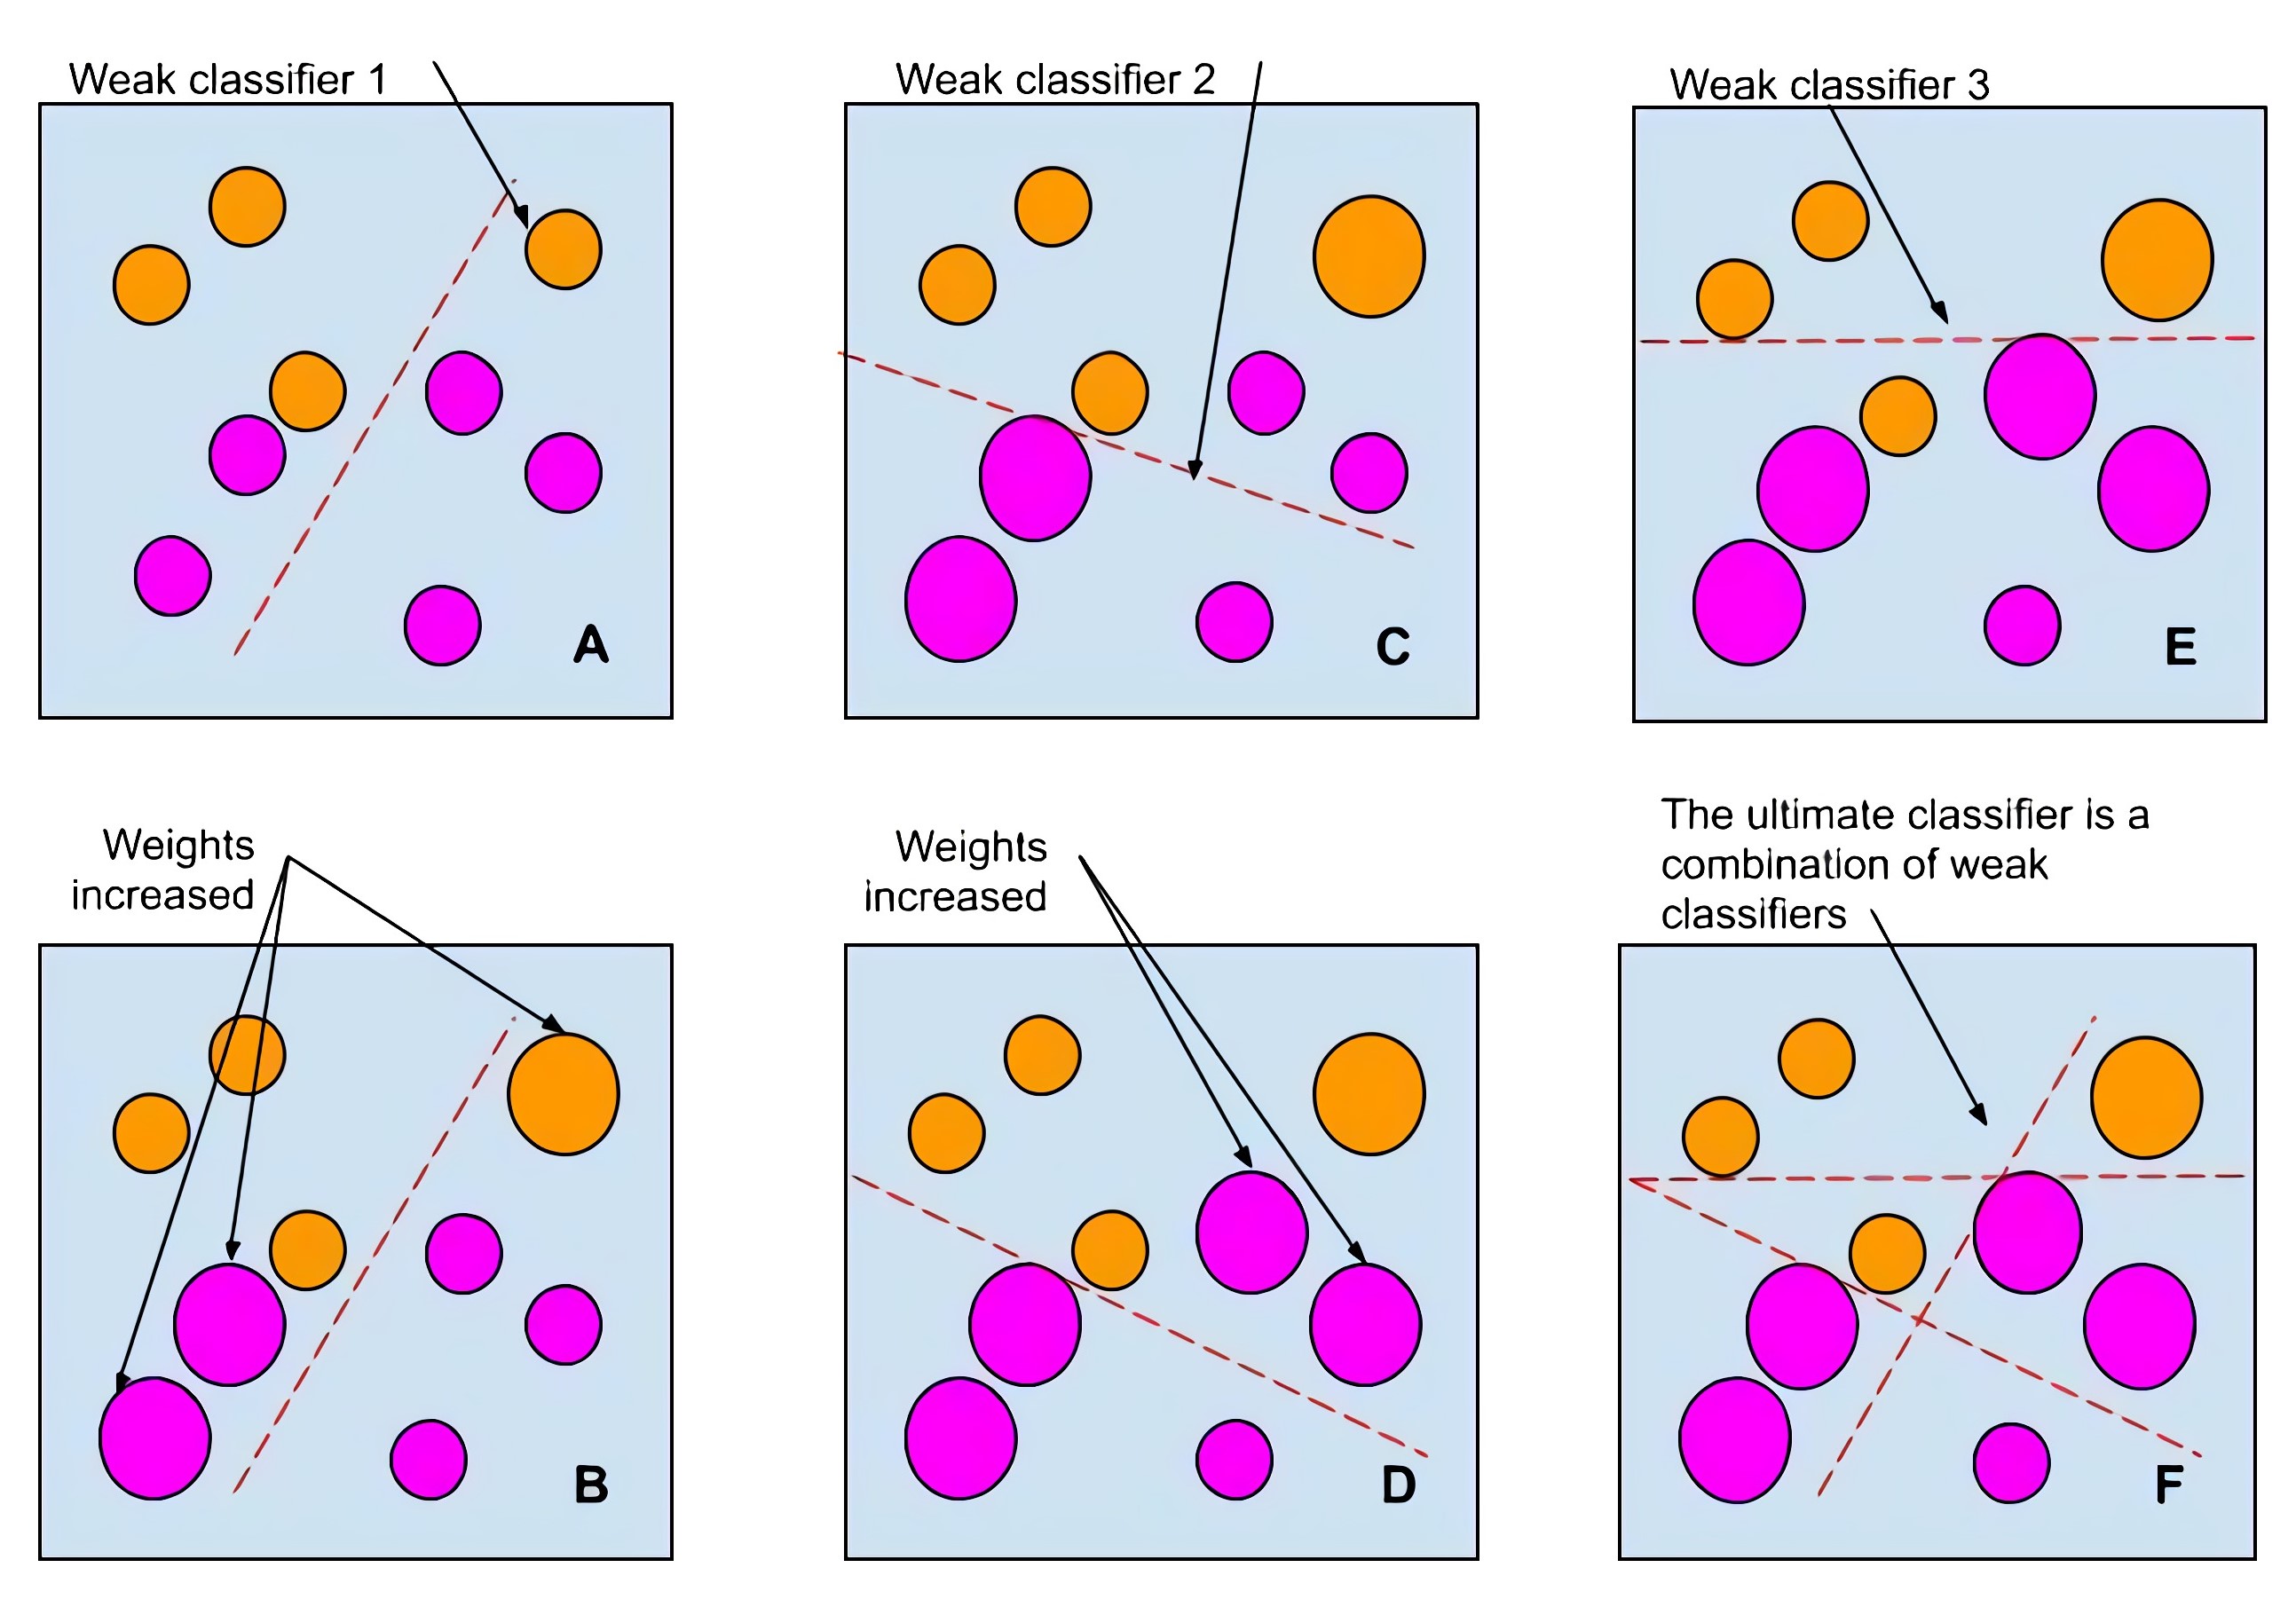 Weak classifier 1
A
Weak classifier 2
C
Weak classifier 3
E
Weights
increased
B
Weights
increased
D
The ultimate classifier is a
combination of weak
classifiers
F